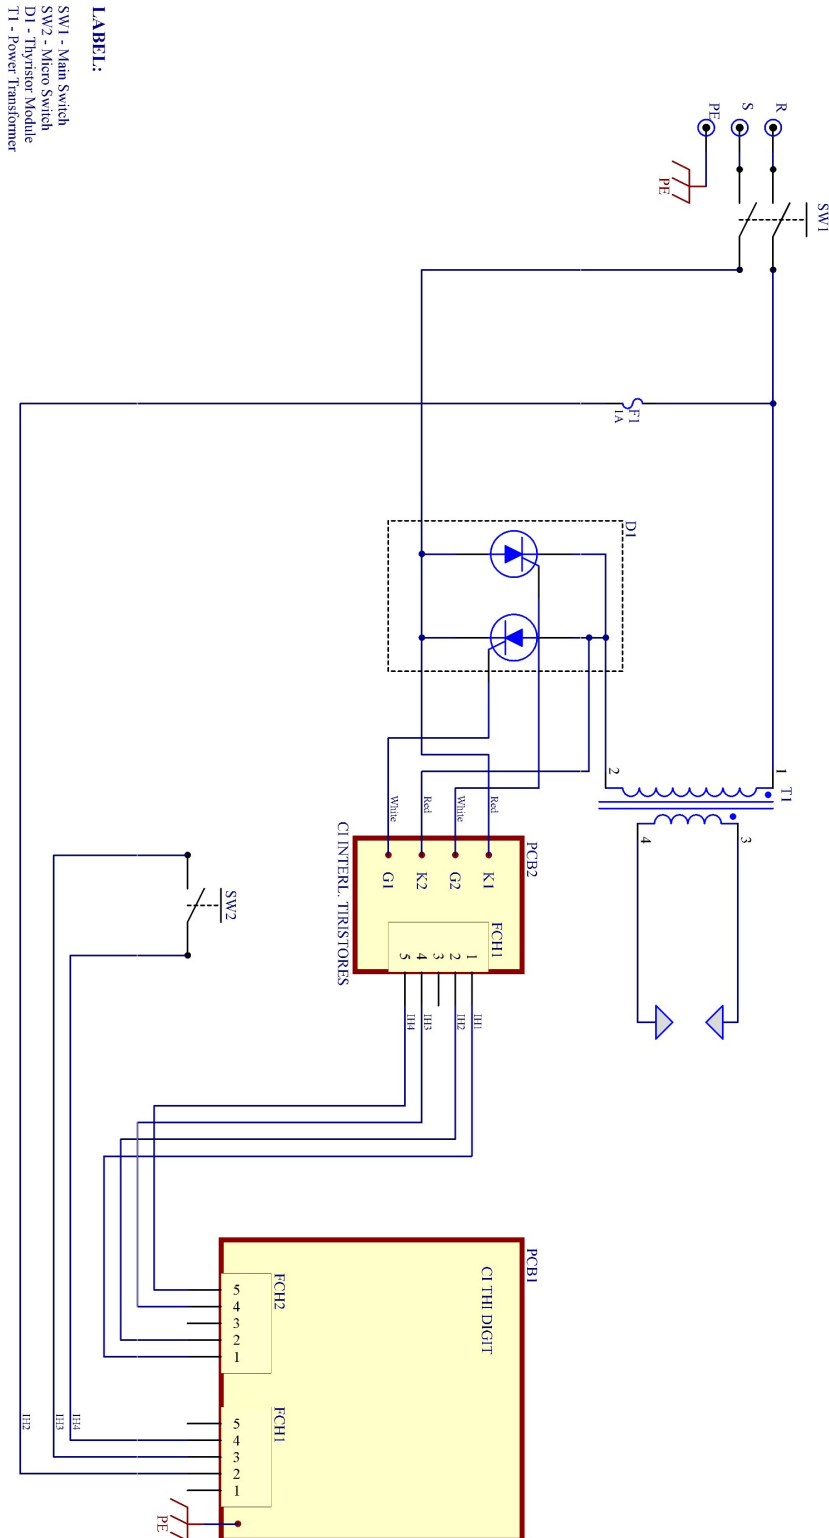 LABEL:
SW1 - Main Switch
SW2 - Micro Switch
D1 - Thyristor Module
T1 - Power Transformer
R
S
PE
PE
SW1
F1
1A
D1
1
2
T1
3
4
White
Red
White
Red
PCB2
CI INTERL. TIRISTORES
G1
K2
G2
K1
FCH1
5
4
3
2
1
IH4
IH3
IH2
IH1
SW2
PCB1
CI THI DIGIT
FCH2
5
4
3
2
1
FCH1
5
4
3
2
1
IH2
IH3
IH4
PE